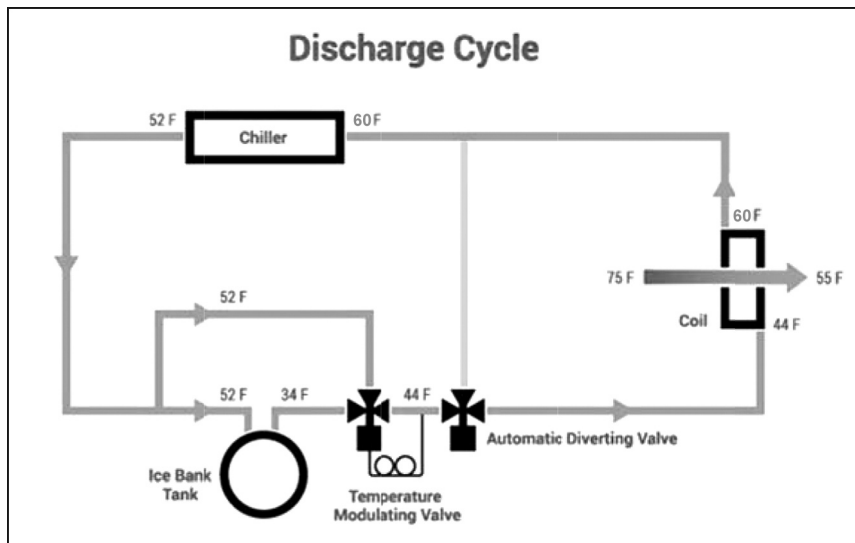 Discharge Cycle
52 F
60 F
Chiller
60 F
75 F
55 F
Coil
44 F
52 F
52 F
34 F
44 F
Automatic Diverting Valve
Ice Bank
Tank
Temperature
Modulating Valve